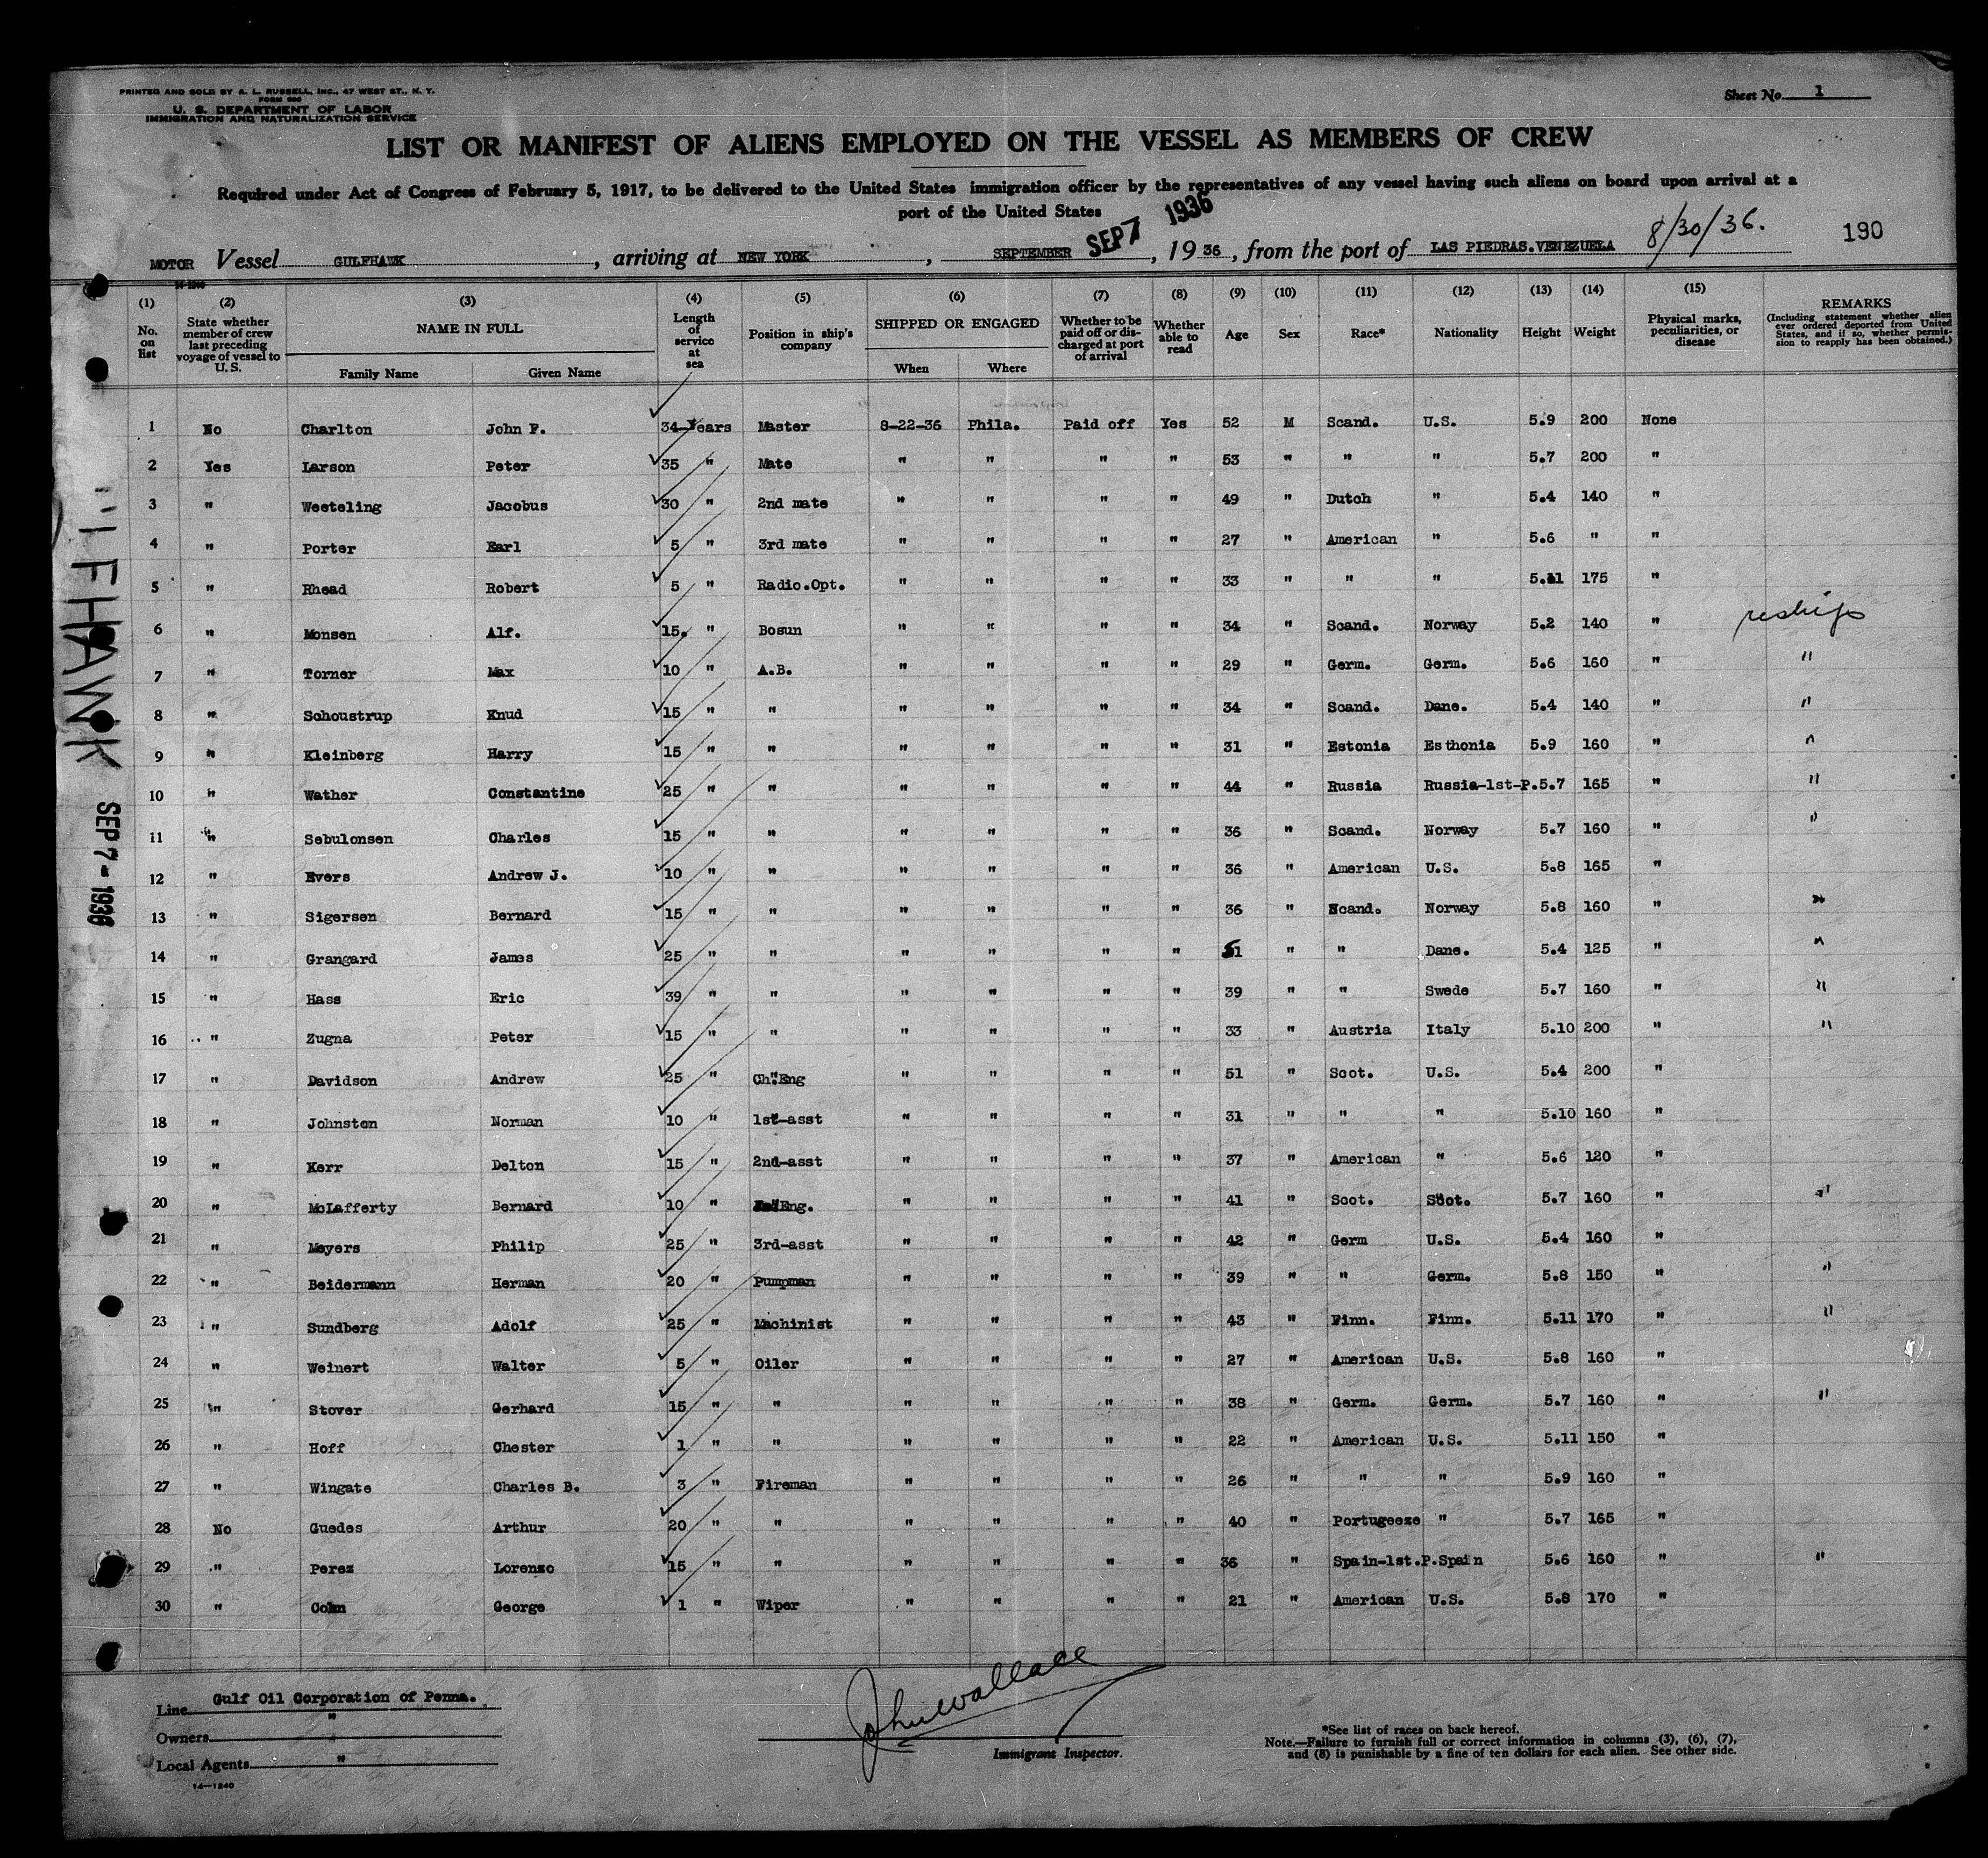 PRINTED AND SOLD BY A. L. RUSSELL, INC., 47 WEST ST., N. Y.
FORM 680
U. S. DEPARTMENT OF LABOR
IMMIGRATION AND NATURALIZATION SERVICE
Sheet No. 1
LIST OR MANIFEST OF ALIENS EMPLOYED ON THE VESSEL AS MEMBERS OF CREW
Required under Act of Congress of February 5, 1917, to be delivered to the United States immigration officer by the representatives of any vessel having such aliens on board upon arrival at a
port of the United States
SEP 7 1936
8/30/36.
190
MOTOR Vessel GULFHAWK, arriving at NEW YORK, SEPTEMBER, 1936, from the port of LAS PIEDRAS.VENEZUELA
14-1240
(1) (2) (3) (4) (5) (6) (7) (8) (9) (10) (11) (12) (13) (14) (15)
No. on list | State whether member of crew last preceding voyage of vessel to U. S. | NAME IN FULL Family Name Given Name | Length of service at sea | Position in ship's company | SHIPPED OR ENGAGED When Where | Whether to be paid off or discharged at port of arrival | Whether able to read | Age | Sex | Race* | Nationality | Height | Weight | Physical marks, peculiarities, or disease | REMARKS (Including statement whether alien ever ordered deported from United States, and if so, whether permission to reapply has been obtained.)
1 No Charlton John F. 34-Years Master 8-22-36 Phila. Paid off Yes 52 M Scand. U.S. 5.9 200 None
2 Yes Larson Peter 35 " Mate " " " " 53 " " " 5.7 200 "
3 " Westeling Jacobus 30 " 2nd mate " " " " 49 " Dutch " 5.4 140 "
4 " Porter Earl 5 " 3rd mate " " " " 27 " American " 5.6 " "
5 " Rhead Robert 5 " Radio.Opt. " " " " 33 " " " 5.11 175 "
6 " Monsen Alf. 15. " Bosun " " " " 34 " Scand. Norway 5.2 140 " reships
7 " Torner Max 10 " A.B. " " " " 29 " Germ. Germ. 5.6 160 " "
8 " Schoustrup Knud 15 " " " " " " 34 " Scand. Dane. 5.4 140 " "
9 " Kleinberg Harry 15 " " " " " " 31 " Estonia Esthonia 5.9 160 " "
10 " Wather Constantine 25 " " " " " " 44 " Russia Russia-1st-P. 5.7 165 " "
11 " Sebulonsen Charles 15 " " " " " " 36 " Scand. Norway 5.7 160 " "
12 " Evers Andrew J. 10 " " " " " " 36 " American U.S. 5.8 165 "
13 " Sigersen Bernard 15 " " " " " " 36 " Scand. Norway 5.8 160 " "
14 " Grangard James 25 " " " " " " 51 " " Dane. 5.4 125 " "
15 " Hass Eric 39 " " " " " " 39 " " Swede 5.7 160 " "
16 " Zugna Peter 15 " " " " " " 33 " Austria Italy 5.10 200 " "
17 " Davidson Andrew 25 " Ch.Eng " " " " 51 " Scot. U.S. 5.4 200 "
18 " Johnston Norman 10 " 1st-asst " " " " 31 " " " 5.10 160 "
19 " Kerr Delton 15 " 2nd-asst " " " " 37 " American " 5.6 120 "
20 " McLafferty Bernard 10 " Eng. " " " " 41 " Scot. Scot. 5.7 160 " "
21 " Meyers Philip 25 " 3rd-asst " " " " 42 " Germ U.S. 5.4 160 "
22 " Beidermann Herman 20 " Pumpman " " " " 39 " " Germ. 5.8 150 " "
23 " Sundberg Adolf 25 " Machinist " " " " 43 " Finn. Finn. 5.11 170 " "
24 " Weinert Walter 5 " Oiler " " " " 27 " American U.S. 5.8 160 "
25 " Stover Gerhard 15 " " " " " " 38 " Germ. Germ. 5.7 160 " "
26 " Hoff Chester 1 " " " " " " 22 " American U.S. 5.11 150 "
27 " Wingate Charles B. 3 " Fireman " " " " 26 " " " 5.9 160 "
28 No Guedes Arthur 20 " " " " " " 40 " Portugeeze " 5.7 165 "
29 " Perez Lorenzo 15 " " " " " " 36 " Spain-1st.P. Spain 5.6 160 " "
30 " Cohn George 1 " Wiper " " " " 21 " American U.S. 5.8 170 "
LFHAWK
SEP 7 - 1936
Line Gulf Oil Corporation of Penna.
Owners "
Local Agents "
14-1240
John Wallace
Immigrant Inspector.
*See list of races on back hereof.
Note.—Failure to furnish full or correct information in columns (3), (6), (7),
and (8) is punishable by a fine of ten dollars for each alien. See other side.